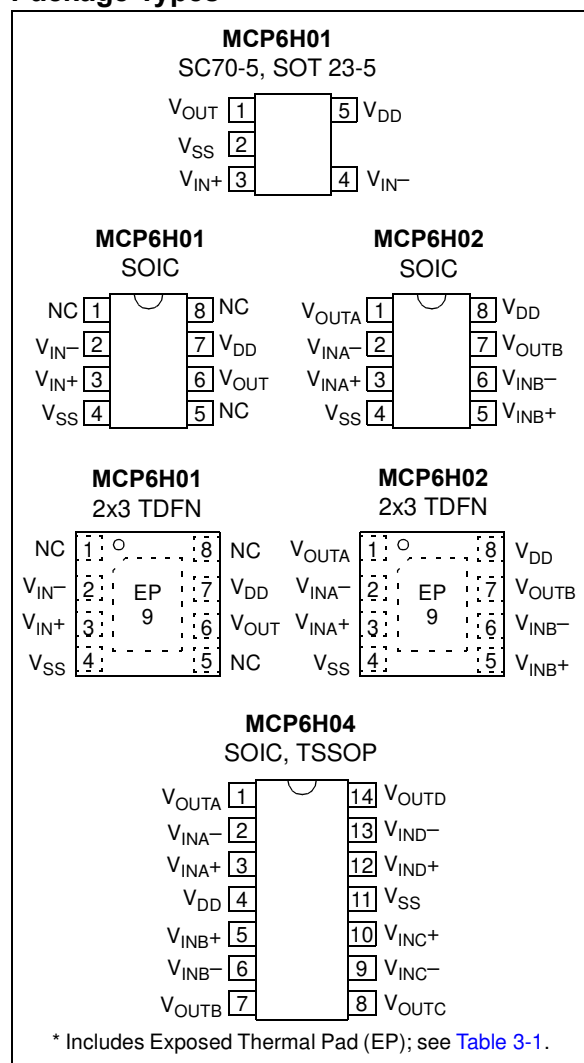 Package Types
MCP6H01
SC70-5, SOT 23-5
VOUT 1 5 VDD
VSS 2
VIN+ 3 4 VIN–
MCP6H01 MCP6H02
SOIC SOIC
NC 1 8 NC VOUTA 1 8 VDD
VIN– 2 7 VDD VINA– 2 7 VOUTB
VIN+ 3 6 VOUT VINA+ 3 6 VINB–
VSS 4 5 NC VSS 4 5 VINB+
MCP6H01 MCP6H02
2x3 TDFN 2x3 TDFN
NC 1 8 NC VOUTA 1 8 VDD
VIN– 2 EP 7 VDD VINA– 2 EP 7 VOUTB
VIN+ 3 9 6 VOUT VINA+ 3 9 6 VINB–
VSS 4 5 NC VSS 4 5 VINB+
MCP6H04
SOIC, TSSOP
VOUTA 1 14 VOUTD
VINA– 2 13 VIND–
VINA+ 3 12 VIND+
VDD 4 11 VSS
VINB+ 5 10 VINC+
VINB– 6 9 VINC–
VOUTB 7 8 VOUTC
* Includes Exposed Thermal Pad (EP); see Table 3-1.